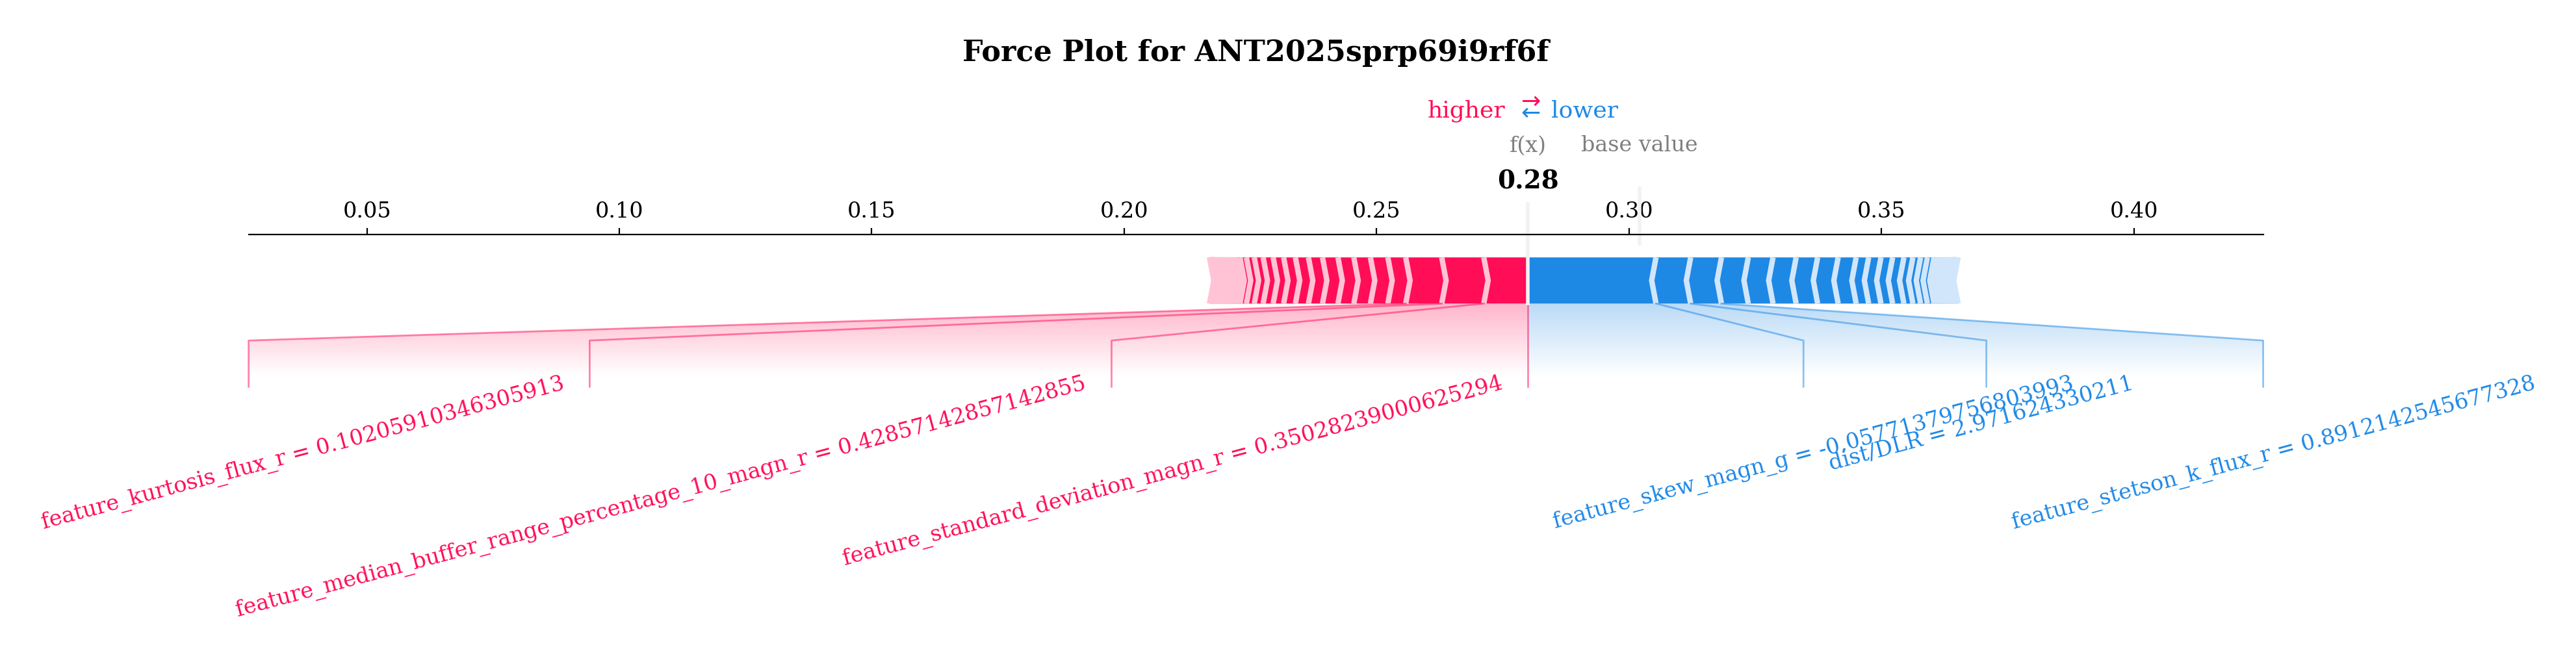 Force Plot for ANT2025sprp69i9rf6f
higher ⇄ lower
f(x) base value
0.28
0.05 0.10 0.15 0.20 0.25 0.30 0.35 0.40
feature_kurtosis_flux_r = 0.10205910346305913
feature_median_buffer_range_percentage_10_magn_r = 0.42857142857142855
feature_standard_deviation_magn_r = 0.35028239000625294
feature_skew_magn_g = -0.05771379756803993
dist/DLR = 2.971624330211
feature_stetson_k_flux_r = 0.8912142545677328